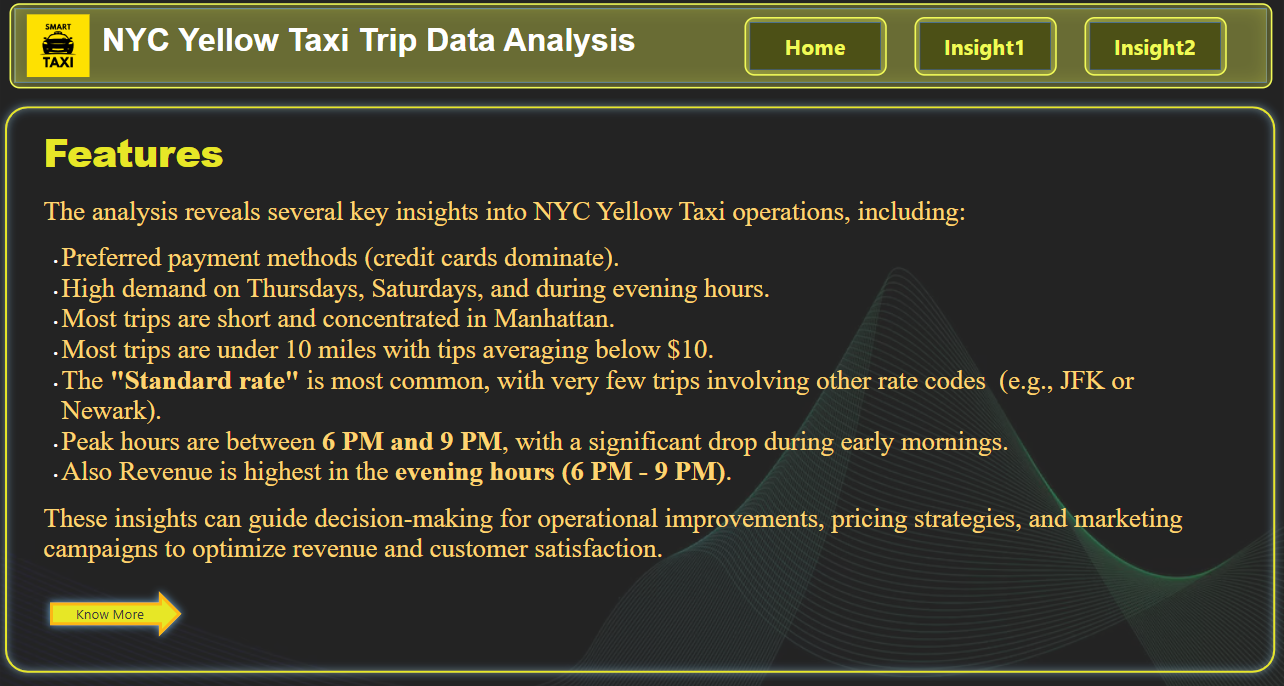 SMART
TAXI
NYC Yellow Taxi Trip Data Analysis
Home
Insight1
Insight2
Features
The analysis reveals several key insights into NYC Yellow Taxi operations, including:
· Preferred payment methods (credit cards dominate).
· High demand on Thursdays, Saturdays, and during evening hours.
· Most trips are short and concentrated in Manhattan.
· Most trips are under 10 miles with tips averaging below $10.
· The "Standard rate" is most common, with very few trips involving other rate codes  (e.g., JFK or
Newark).
· Peak hours are between 6 PM and 9 PM, with a significant drop during early mornings.
· Also Revenue is highest in the evening hours (6 PM - 9 PM).
These insights can guide decision-making for operational improvements, pricing strategies, and marketing
campaigns to optimize revenue and customer satisfaction.
Know More